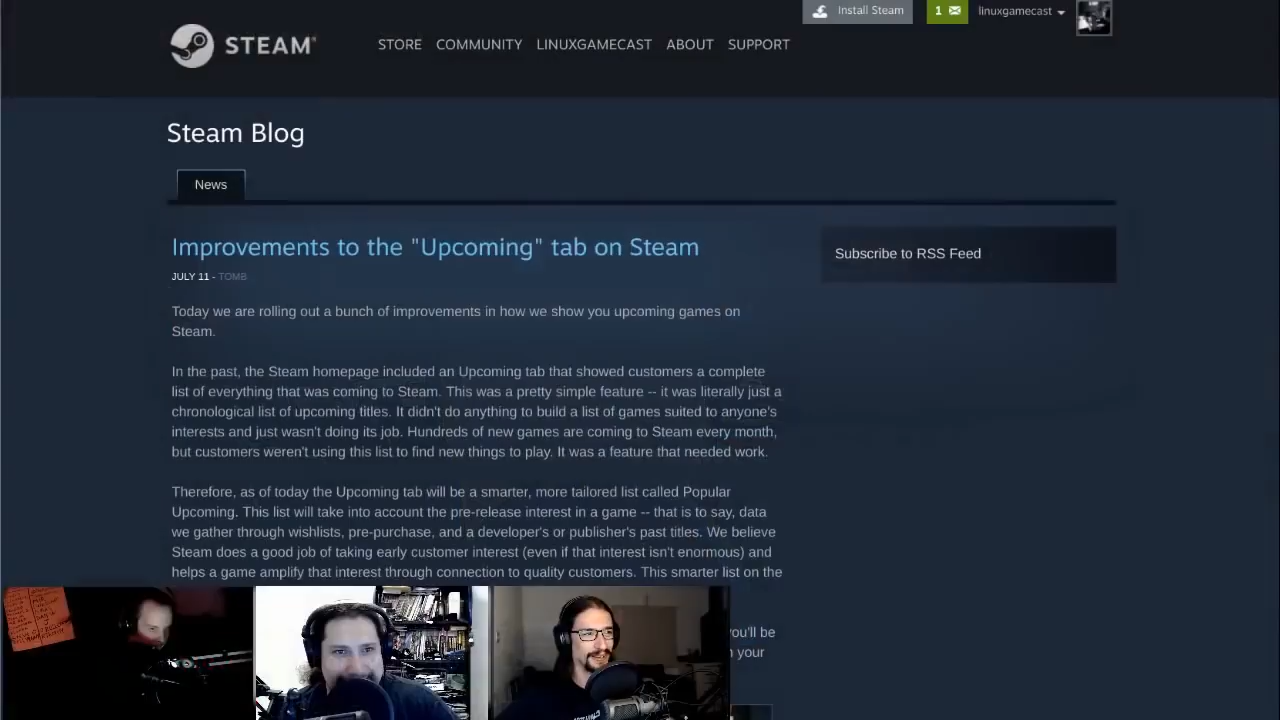 Install Steam
1
linuxgamecast
STEAM
STORE COMMUNITY LINUXGAMECAST ABOUT SUPPORT
Steam Blog
News
Improvements to the "Upcoming" tab on Steam
JULY 11 - TOMB
Subscribe to RSS Feed
Today we are rolling out a bunch of improvements in how we show you upcoming games on
Steam.
In the past, the Steam homepage included an Upcoming tab that showed customers a complete
list of everything that was coming to Steam. This was a pretty simple feature -- it was literally just a
chronological list of upcoming titles. It didn't do anything to build a list of games suited to anyone's
interests and just wasn't doing its job. Hundreds of new games are coming to Steam every month,
but customers weren't using this list to find new things to play. It was a feature that needed work.
Therefore, as of today the Upcoming tab will be a smarter, more tailored list called Popular
Upcoming. This list will take into account the pre-release interest in a game -- that is to say, data
we gather through wishlists, pre-purchase, and a developer's or publisher's past titles. We believe
Steam does a good job of taking early customer interest (even if that interest isn't enormous) and
helps a game amplify that interest through connection to quality customers. This smarter list on the
you'll be
your